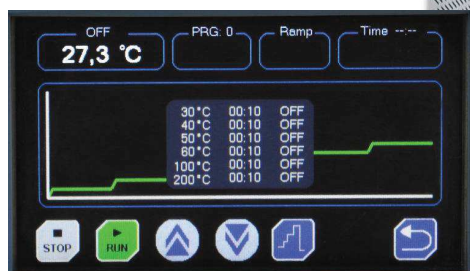 OFF
27,3 °C
PRG: 0
Ramp
Time --:--
30°C 00:10 OFF
40°C 00:10 OFF
50°C 00:10 OFF
60°C 00:10 OFF
100°C 00:10 OFF
200°C 00:10 OFF
STOP
RUN